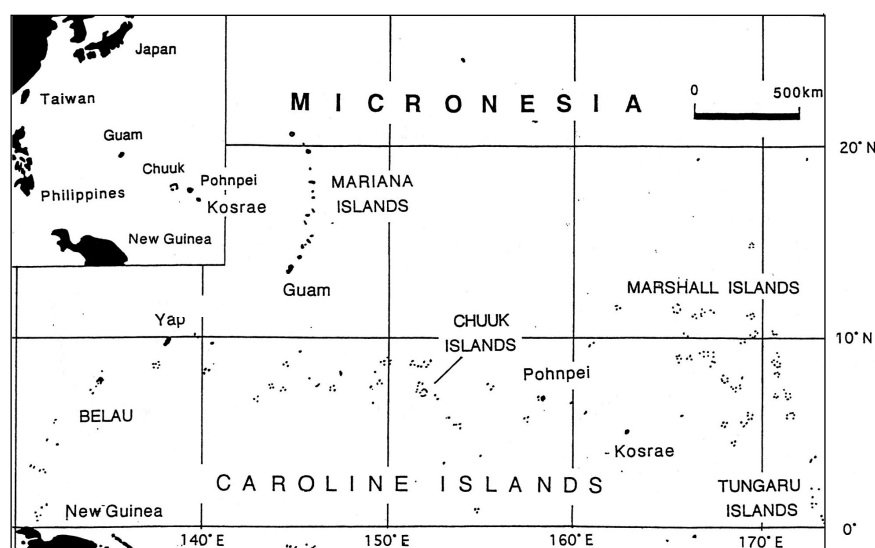 Japan
Taiwan
Guam
Chuuk
Pohnpei
Kosrae
Philippines
New Guinea
MICRONESIA
0 500km
20° N
MARIANA
ISLANDS
Guam
MARSHALL ISLANDS
Yap
CHUUK
ISLANDS
10° N
Pohnpei
BELAU
Kosrae
CAROLINE ISLANDS
TUNGARU
ISLANDS
New Guinea
0°
140° E
150° E
160° E
170° E